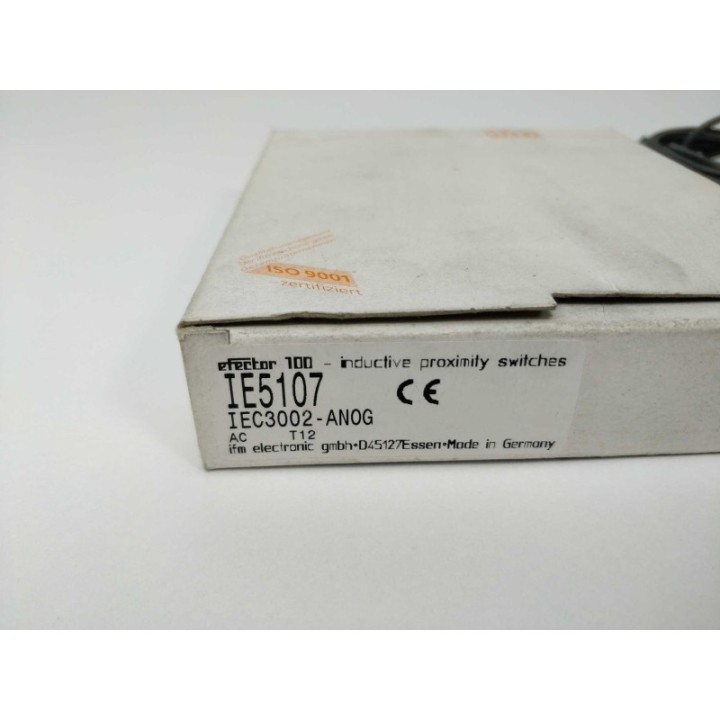 ISO 9001
zertifiziert
efector 100 - inductive proximity switches
IE5107
CE
IEC3002-ANOG
AC T12
ifm electronic gmbh•D45127Essen•Made in Germany